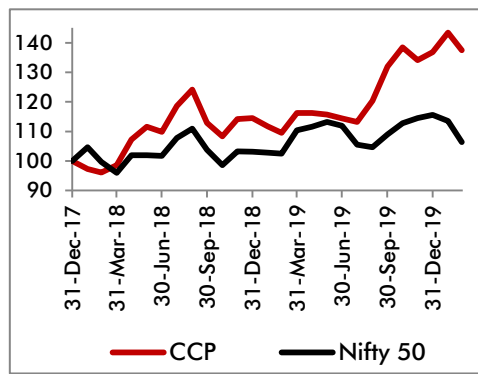 140
130
120
110
100
90
31-Dec-17
31-Mar-18
30-Jun-18
30-Sep-18
31-Dec-18
31-Mar-19
30-Jun-19
30-Sep-19
31-Dec-19
CCP Nifty 50